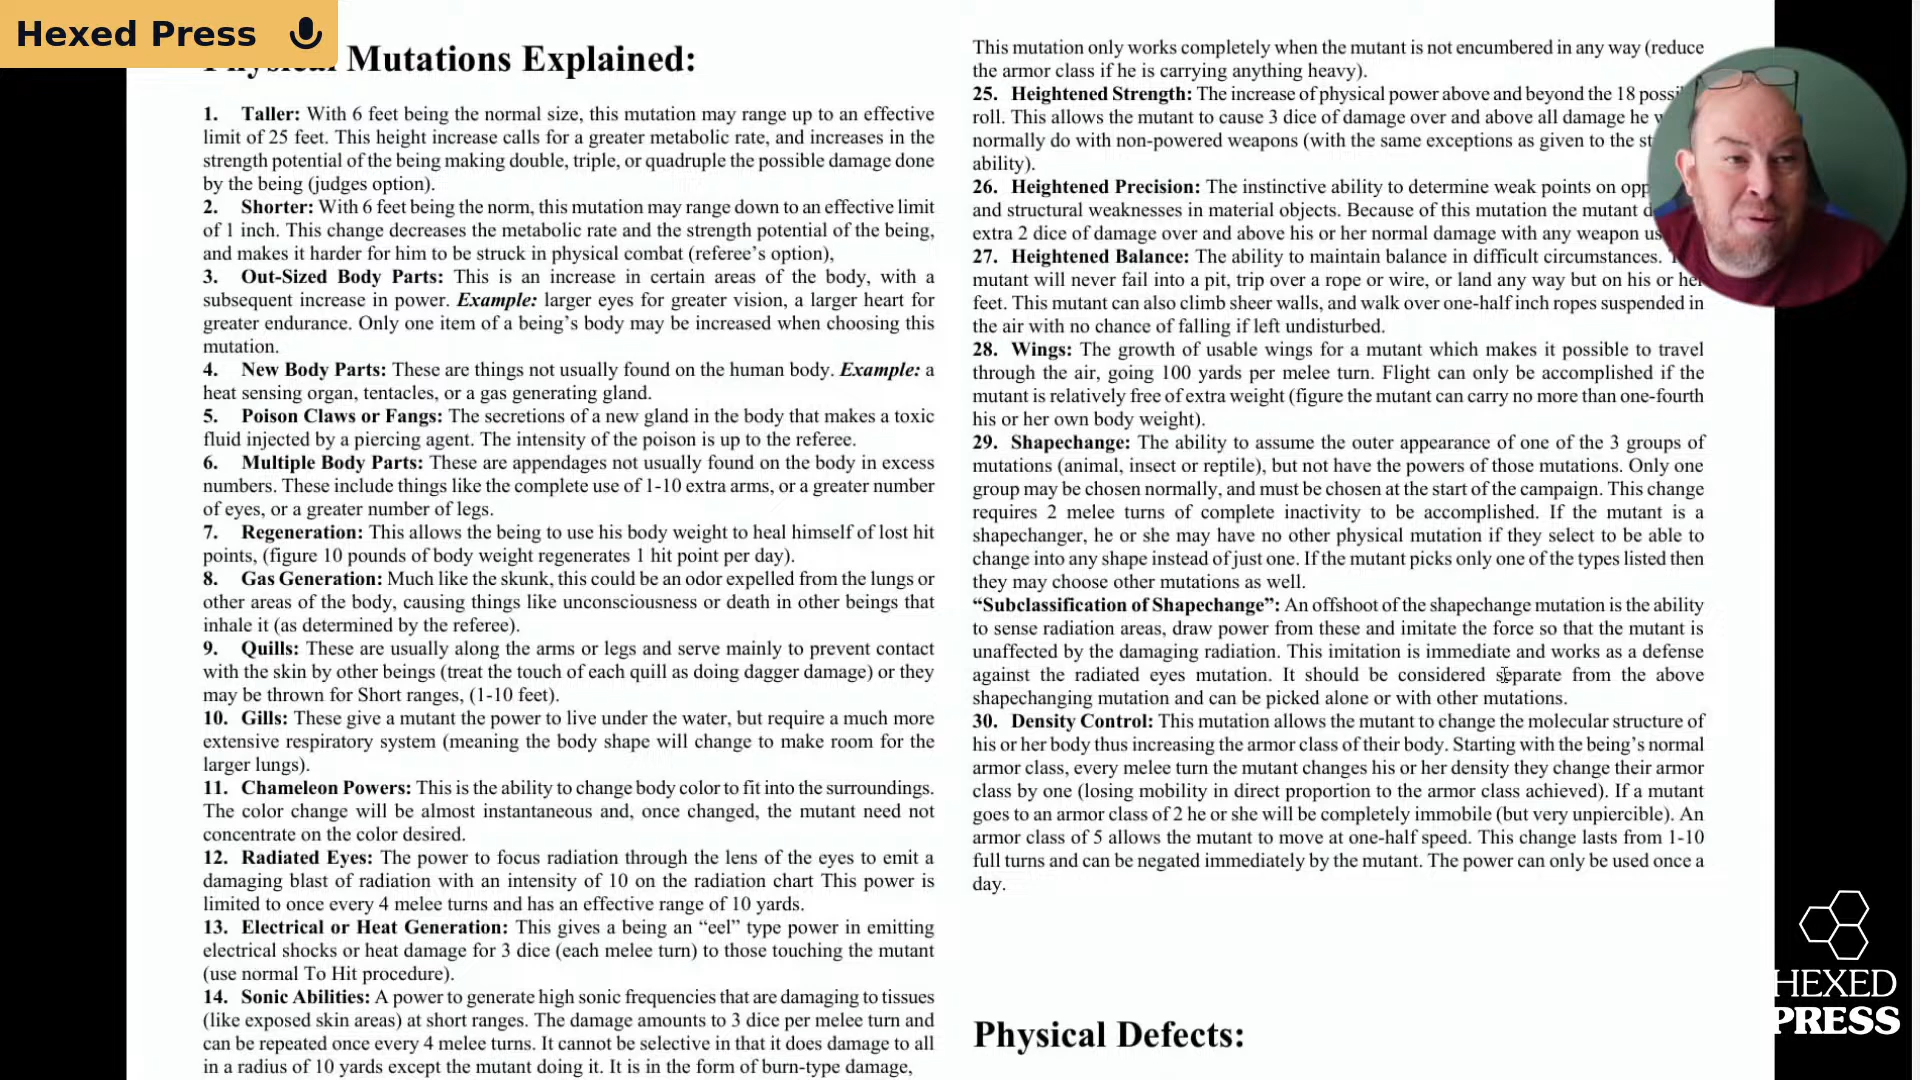 Hexed Press
Mutations Explained:
1. Taller: With 6 feet being the normal size, this mutation may range up to an effective
limit of 25 feet. This height increase calls for a greater metabolic rate, and increases in the
strength potential of the being making double, triple, or quadruple the possible damage done
by the being (judges option).
2. Shorter: With 6 feet being the norm, this mutation may range down to an effective limit
of 1 inch. This change decreases the metabolic rate and the strength potential of the being,
and makes it harder for him to be struck in physical combat (referee's option),
3. Out-Sized Body Parts: This is an increase in certain areas of the body, with a
subsequent increase in power. Example: larger eyes for greater vision, a larger heart for
greater endurance. Only one item of a being's body may be increased when choosing this
mutation.
4. New Body Parts: These are things not usually found on the human body. Example: a
heat sensing organ, tentacles, or a gas generating gland.
5. Poison Claws or Fangs: The secretions of a new gland in the body that makes a toxic
fluid injected by a piercing agent. The intensity of the poison is up to the referee.
6. Multiple Body Parts: These are appendages not usually found on the body in excess
numbers. These include things like the complete use of 1-10 extra arms, or a greater number
of eyes, or a greater number of legs.
7. Regeneration: This allows the being to use his body weight to heal himself of lost hit
points, (figure 10 pounds of body weight regenerates 1 hit point per day).
8. Gas Generation: Much like the skunk, this could be an odor expelled from the lungs or
other areas of the body, causing things like unconsciousness or death in other beings that
inhale it (as determined by the referee).
9. Quills: These are usually along the arms or legs and serve mainly to prevent contact
with the skin by other beings (treat the touch of each quill as doing dagger damage) or they
may be thrown for Short ranges, (1-10 feet).
10. Gills: These give a mutant the power to live under the water, but require a much more
extensive respiratory system (meaning the body shape will change to make room for the
larger lungs).
11. Chameleon Powers: This is the ability to change body color to fit into the surroundings.
The color change will be almost instantaneous and, once changed, the mutant need not
concentrate on the color desired.
12. Radiated Eyes: The power to focus radiation through the lens of the eyes to emit a
damaging blast of radiation with an intensity of 10 on the radiation chart This power is
limited to once every 4 melee turns and has an effective range of 10 yards.
13. Electrical or Heat Generation: This gives a being an “eel” type power in emitting
electrical shocks or heat damage for 3 dice (each melee turn) to those touching the mutant
(use normal To Hit procedure).
14. Sonic Abilities: A power to generate high sonic frequencies that are damaging to tissues
(like exposed skin areas) at short ranges. The damage amounts to 3 dice per melee turn and
can be repeated once every 4 melee turns. It cannot be selective in that it does damage to all
in a radius of 10 yards except the mutant doing it. It is in the form of burn-type damage,
This mutation only works completely when the mutant is not encumbered in any way (reduce
the armor class if he is carrying anything heavy).
25. Heightened Strength: The increase of physical power above and beyond the 18
roll. This allows the mutant to cause 3 dice of damage over and above all damage he
normally do with non-powered weapons (with the same exceptions as given to the
ability).
26. Heightened Precision: The instinctive ability to determine weak points on
and structural weaknesses in material objects. Because of this mutation the mutant
extra 2 dice of damage over and above his or her normal damage with any weapon
27. Heightened Balance: The ability to maintain balance in difficult circumstances.
mutant will never fail into a pit, trip over a rope or wire, or land any way but on his or her
feet. This mutant can also climb sheer walls, and walk over one-half inch ropes suspended in
the air with no chance of falling if left undisturbed.
28. Wings: The growth of usable wings for a mutant which makes it possible to travel
through the air, going 100 yards per melee turn. Flight can only be accomplished if the
mutant is relatively free of extra weight (figure the mutant can carry no more than one-fourth
his or her own body weight).
29. Shapechange: The ability to assume the outer appearance of one of the 3 groups of
mutations (animal, insect or reptile), but not have the powers of those mutations. Only one
group may be chosen normally, and must be chosen at the start of the campaign. This change
requires 2 melee turns of complete inactivity to be accomplished. If the mutant is a
shapechanger, he or she may have no other physical mutation if they select to be able to
change into any shape instead of just one. If the mutant picks only one of the types listed then
they may choose other mutations as well.
“Subclassification of Shapechange”: An offshoot of the shapechange mutation is the ability
to sense radiation areas, draw power from these and imitate the force so that the mutant is
unaffected by the damaging radiation. This imitation is immediate and works as a defense
against the radiated eyes mutation. It should be considered separate from the above
shapechanging mutation and can be picked alone or with other mutations.
30. Density Control: This mutation allows the mutant to change the molecular structure of
his or her body thus increasing the armor class of their body. Starting with the being's normal
armor class, every melee turn the mutant changes his or her density they change their armor
class by one (losing mobility in direct proportion to the armor class achieved). If a mutant
goes to an armor class of 2 he or she will be completely immobile (but very unpiercible). An
armor class of 5 allows the mutant to move at one-half speed. This change lasts from 1-10
full turns and can be negated immediately by the mutant. The power can only be used once a
day.
Physical Defects:
HEXED
PRESS